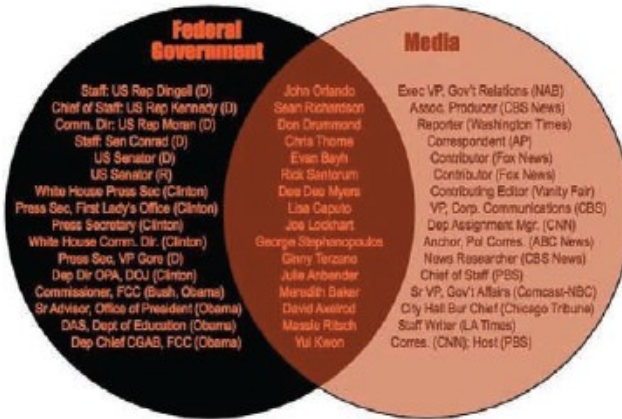 Federal
Government
Media
Staff: US Rep Dingell (D) John Orlando Exec VP, Gov't Relations (NAB)
Chief of Staff: US Rep Kennedy (D) Sean Richardson Assoc. Producer (CBS News)
Comm. Dir: US Rep Moran (D) Don Drummond Reporter (Washington Times)
Staff: Sen Conrad (D) Chris Thorne Correspondent (AP)
US Senator (D) Evan Bayh Contributor (Fox News)
US Senator (R) Rick Santorum Contributor (Fox News)
White House Press Sec (Clinton) Dee Dee Myers Contributing Editor (Vanity Fair)
Press Sec, First Lady's Office (Clinton) Lisa Caputo VP, Corp. Communications (CBS)
Press Secretary (Clinton) Joe Lockhart Dep Assignment Mgr. (CNN)
White House Comm. Dir. (Clinton) George Stephanopoulos Anchor, Pol Corres. (ABC News)
Press Sec, VP Gore (D) Ginny Terzano News Researcher (CBS News)
Dep Dir OPA, DOJ (Clinton) Julie Anbender Chief of Staff (PBS)
Commissioner, FCC (Bush, Obama) Meredith Baker Sr VP, Gov't Affairs (Comcast-NBC)
Sr Advisor, Office of President (Obama) David Axelrod City Hall Bur Chief (Chicago Tribune)
DAS, Dept of Education (Obama) Massie Ritsch Staff Writer (LA Times)
Dep Chief CGAB, FCC (Obama) Yul Kwon Corres. (CNN); Host (PBS)